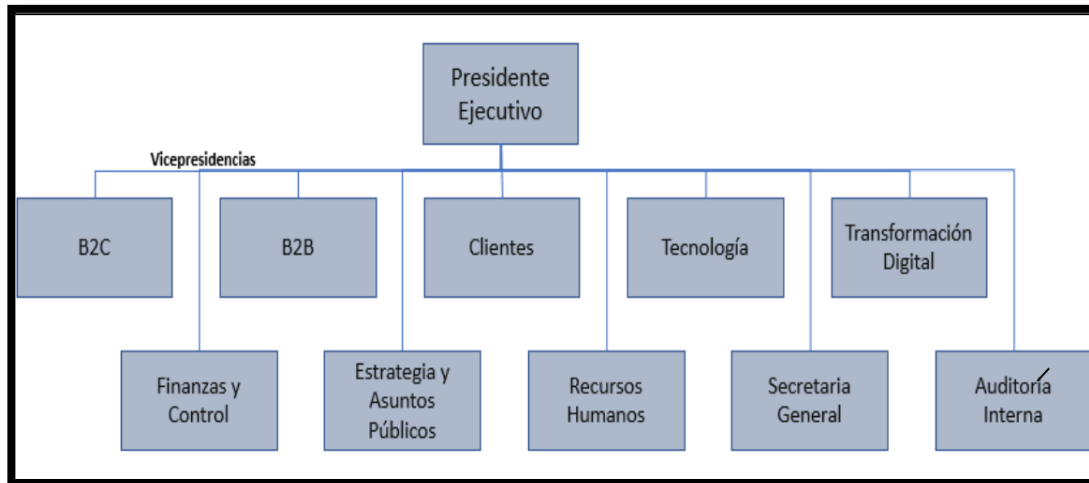 Presidente
Ejecutivo
Vicepresidencias
B2C
B2B
Clientes
Tecnología
Transformación
Digital
Finanzas y
Control
Estrategia y
Asuntos
Públicos
Recursos
Humanos
Secretaria
General
Auditoría
Interna